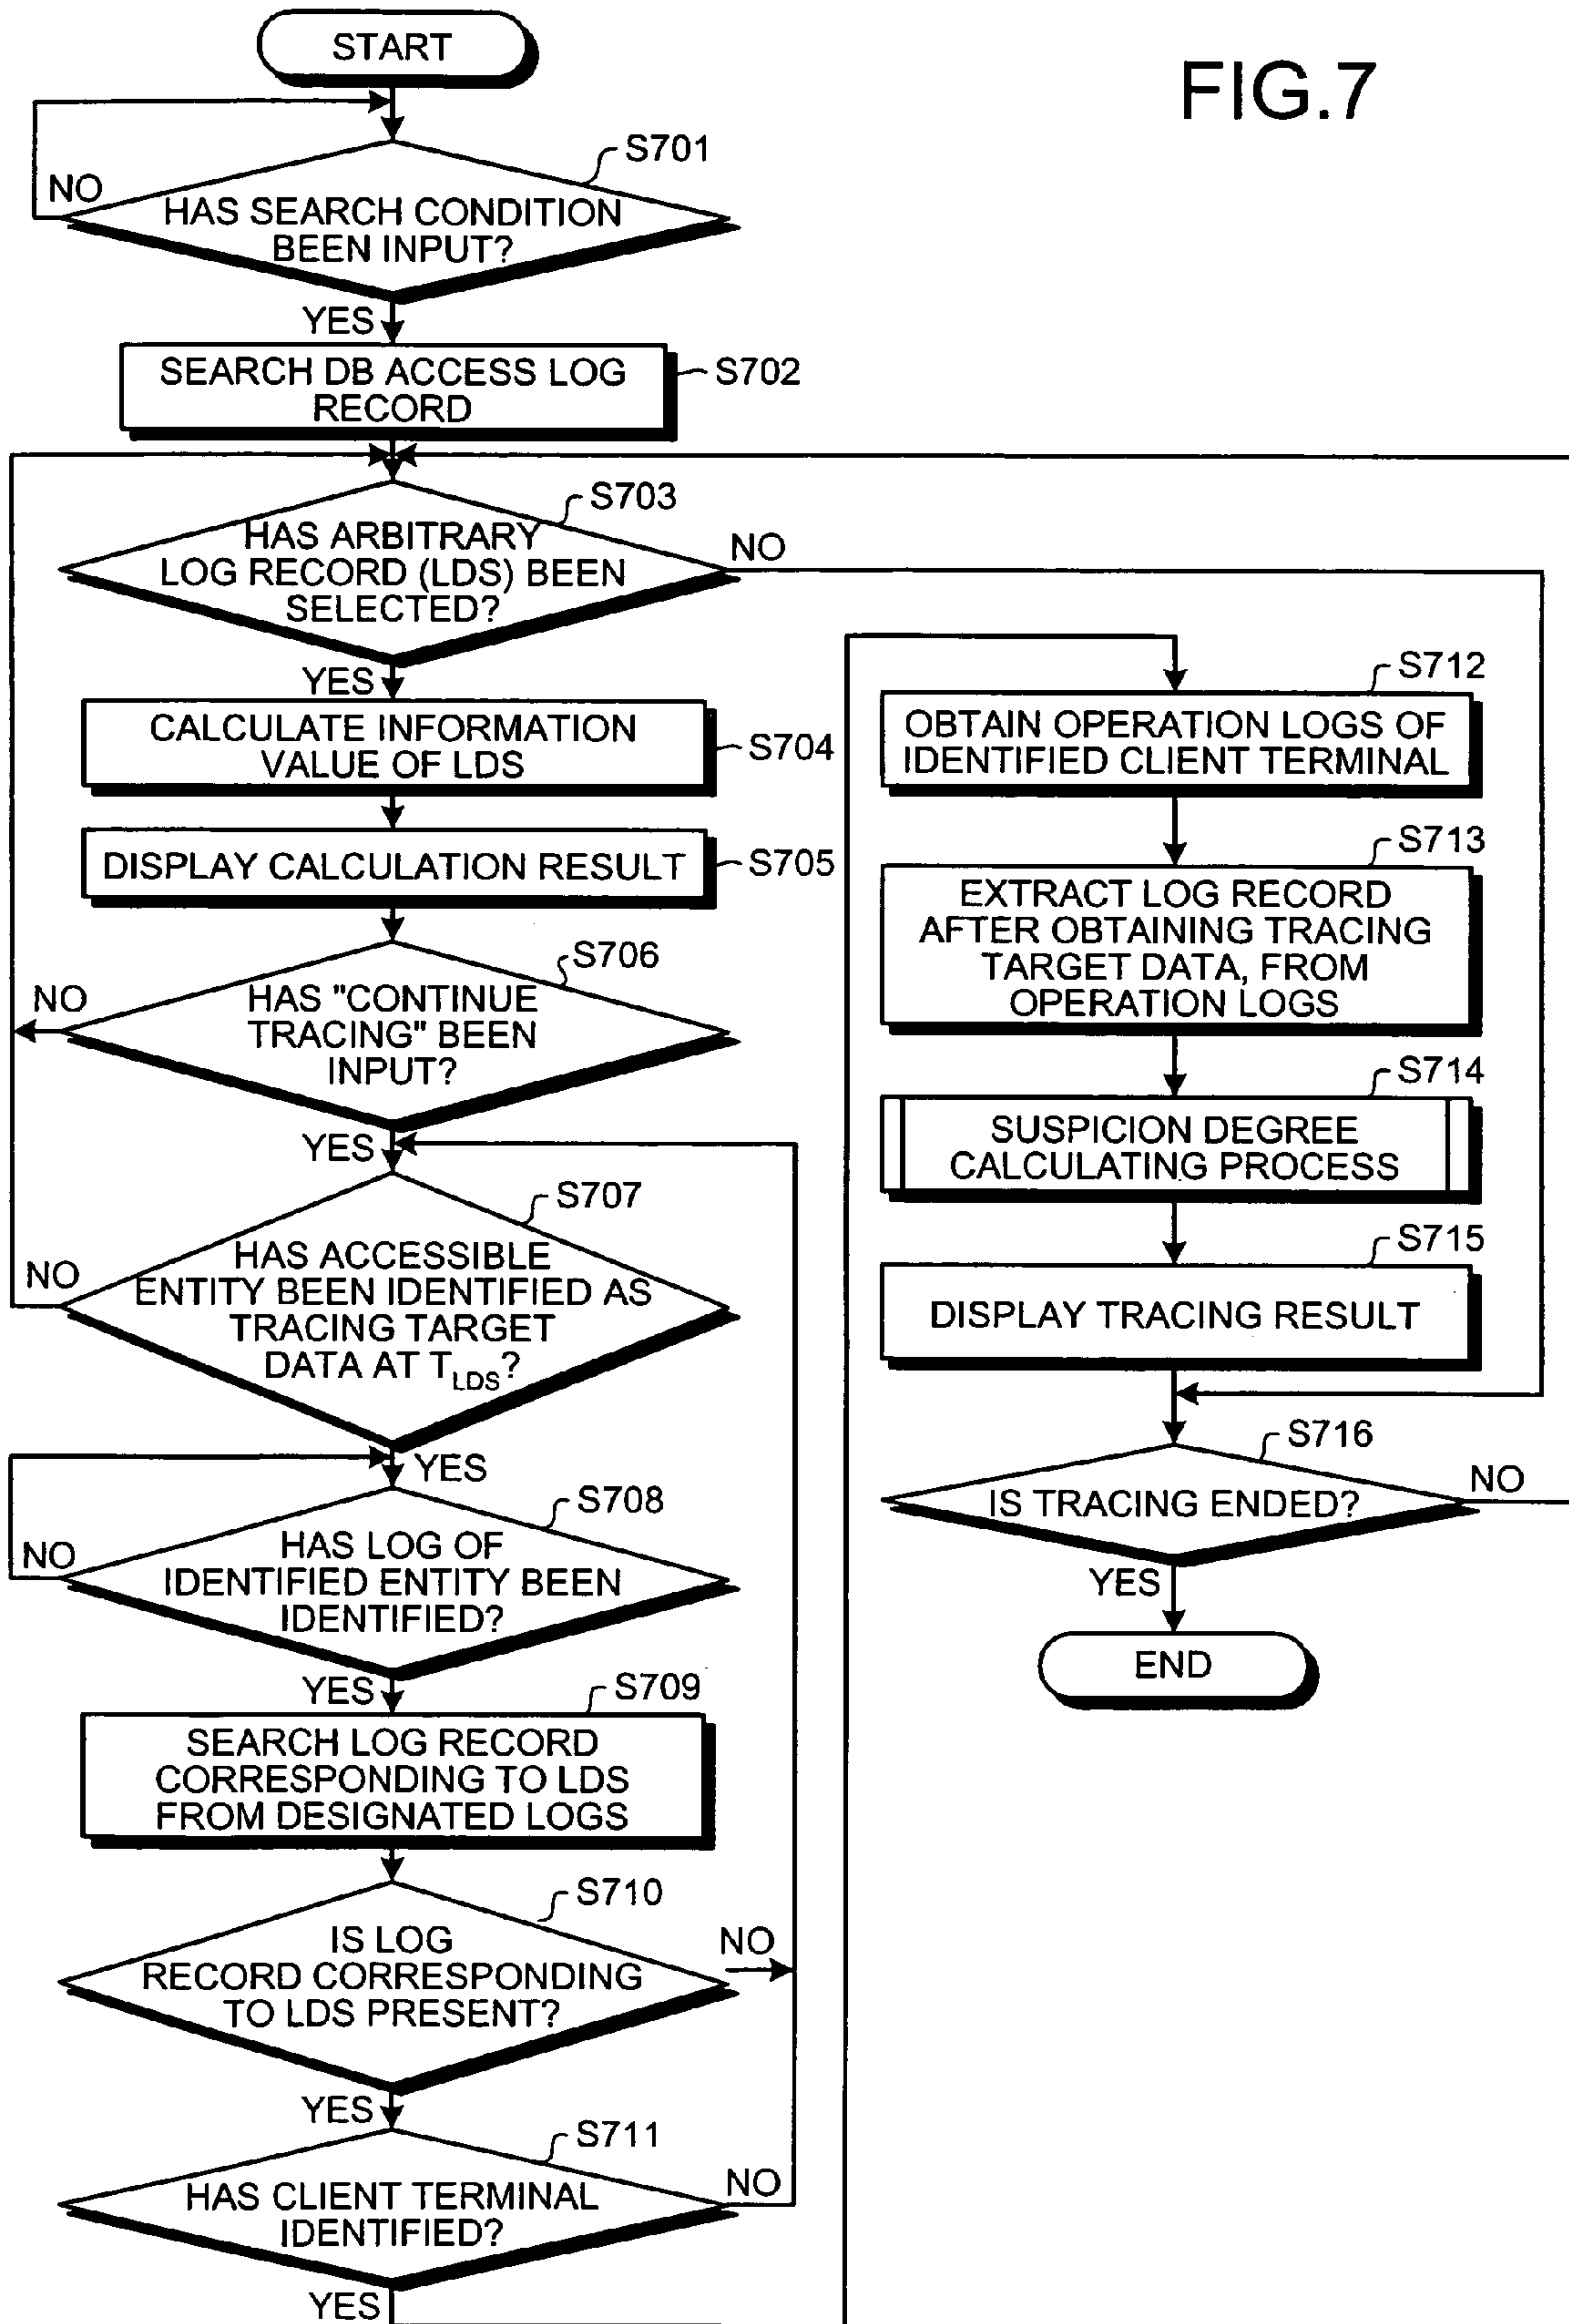 FIG.7
START
S701
NO
HAS SEARCH CONDITION
BEEN INPUT?
YES
SEARCH DB ACCESS LOG
RECORD
S702
S703
HAS ARBITRARY
LOG RECORD (LDS) BEEN
SELECTED?
NO
YES
CALCULATE INFORMATION
VALUE OF LDS
S704
DISPLAY CALCULATION RESULT
S705
S706
HAS "CONTINUE
TRACING" BEEN
INPUT?
NO
YES
S707
HAS ACCESSIBLE
ENTITY BEEN IDENTIFIED AS
TRACING TARGET
DATA AT TLDS?
NO
YES
S708
HAS LOG OF
IDENTIFIED ENTITY BEEN
IDENTIFIED?
NO
YES
S709
SEARCH LOG RECORD
CORRESPONDING TO LDS
FROM DESIGNATED LOGS
S710
IS LOG
RECORD CORRESPONDING
TO LDS PRESENT?
NO
YES
S711
HAS CLIENT TERMINAL
IDENTIFIED?
NO
YES
S712
OBTAIN OPERATION LOGS OF
IDENTIFIED CLIENT TERMINAL
S713
EXTRACT LOG RECORD
AFTER OBTAINING TRACING
TARGET DATA, FROM
OPERATION LOGS
S714
SUSPICION DEGREE
CALCULATING PROCESS
S715
DISPLAY TRACING RESULT
S716
IS TRACING ENDED?
NO
YES
END